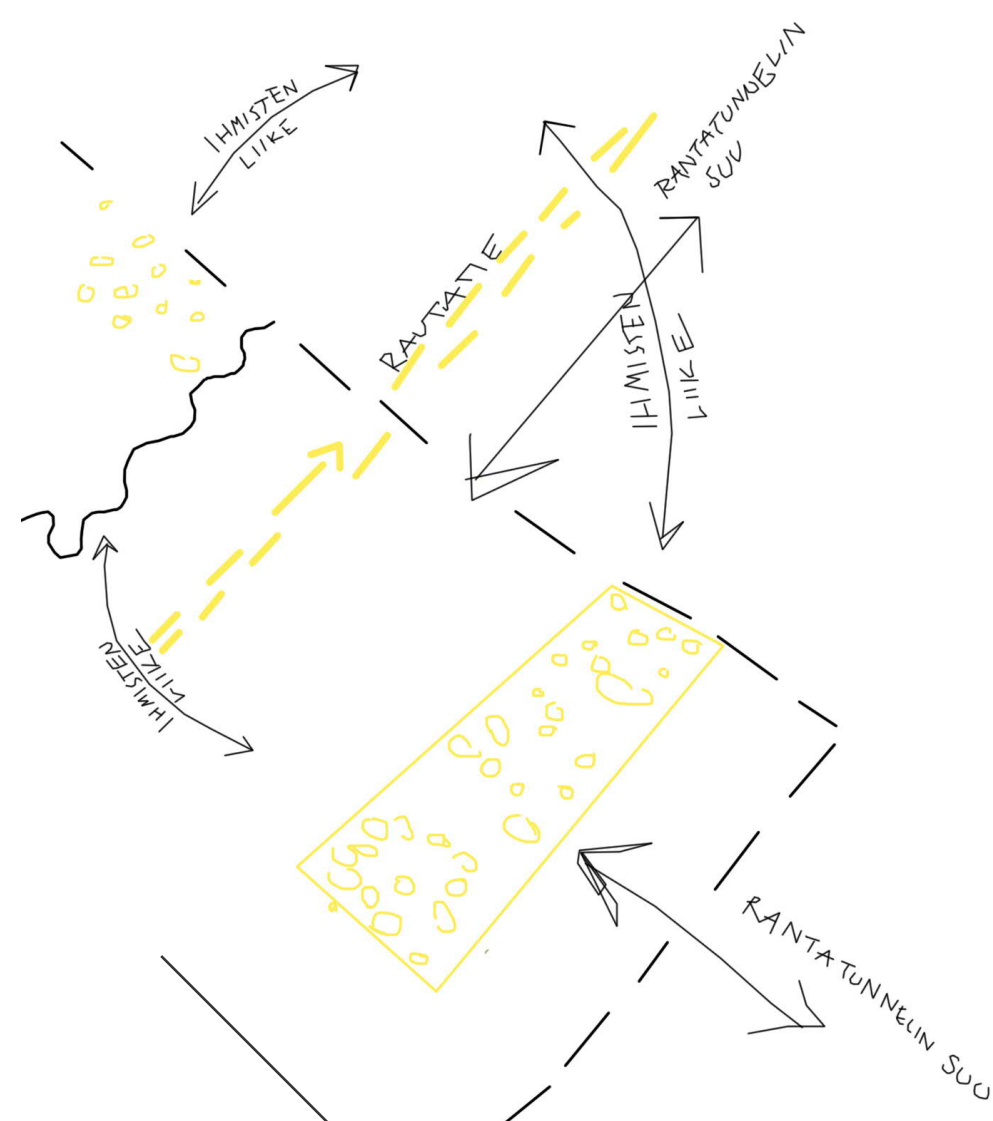 IHMISTEN
LIIKE
RANTATUNNELIN
SUU
RAUTATIE
IHMISTEN
LIIKE
IHMISTEN
LIIKE
RANTATUNNELIN SUU